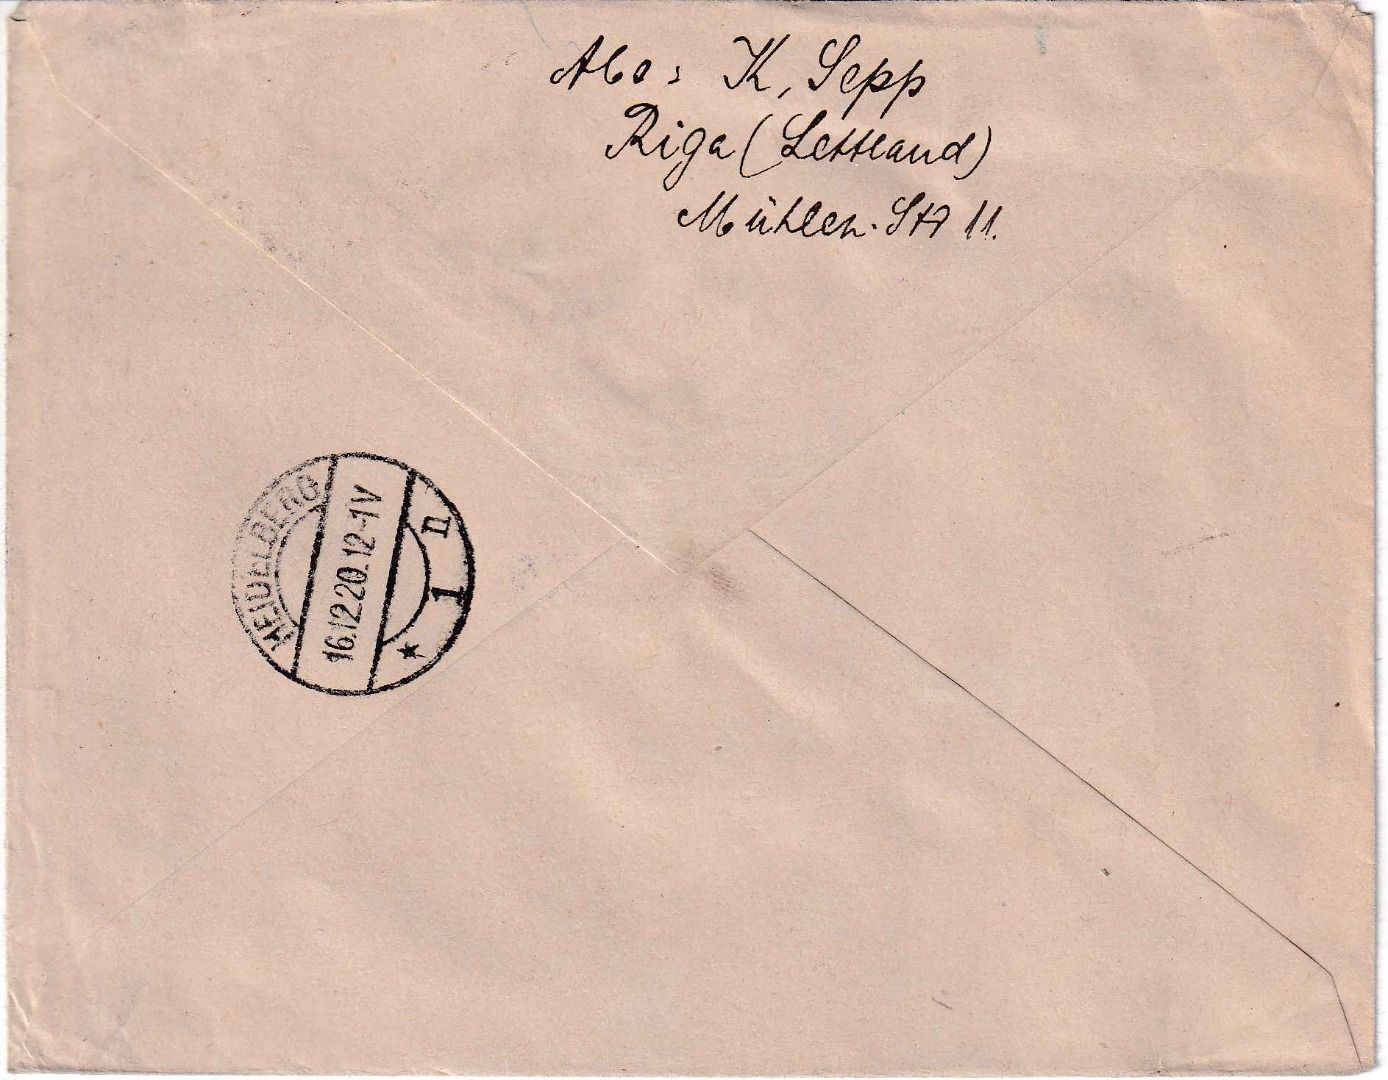 Abs: K, Sepp
Riga (Lettland)
Mühlen-Str 11.
HEIDELBERG
16.12.20.12-1V
* 1 n